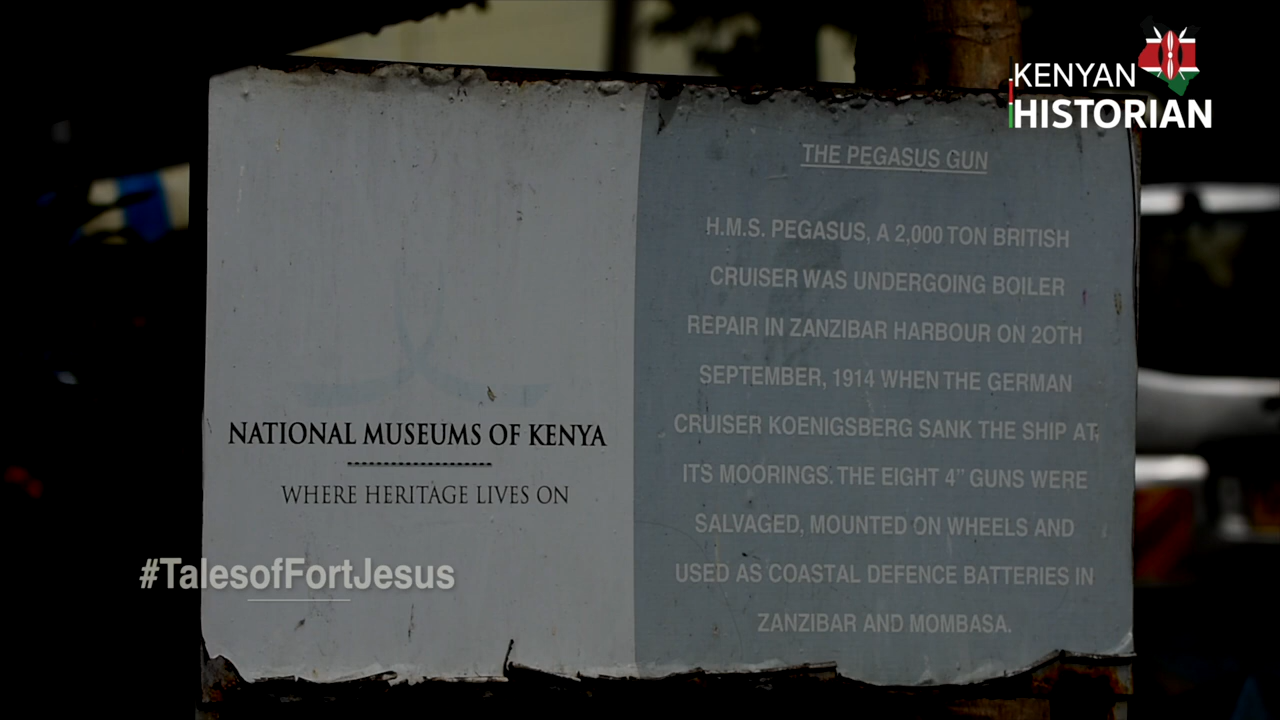 KENYAN
HISTORIAN
THE PEGASUS GUN
H.M.S. PEGASUS, A 2,000 TON BRITISH
CRUISER WAS UNDERGOING BOILER
REPAIR IN ZANZIBAR HARBOUR ON 20TH
SEPTEMBER, 1914 WHEN THE GERMAN
CRUISER KOENIGSBERG SANK THE SHIP AT
ITS MOORINGS. THE EIGHT 4” GUNS WERE
SALVAGED, MOUNTED ON WHEELS AND
USED AS COASTAL DEFENCE BATTERIES IN
ZANZIBAR AND MOMBASA.
NATIONAL MUSEUMS OF KENYA
WHERE HERITAGE LIVES ON
#TalesofFortJesus